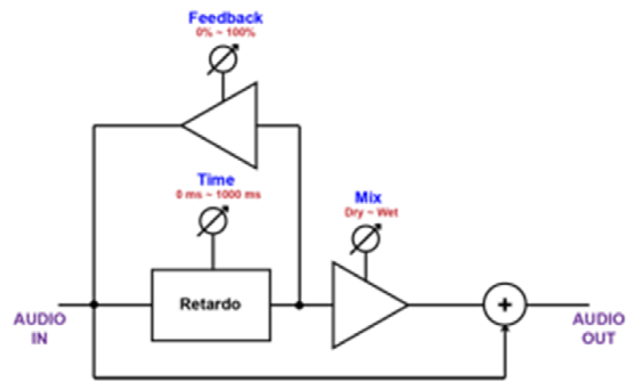 Feedback
0% ~ 100%
Time
0 ms ~ 1000 ms
Mix
Dry ~ Wet
Retardo
+
AUDIO
IN
AUDIO
OUT